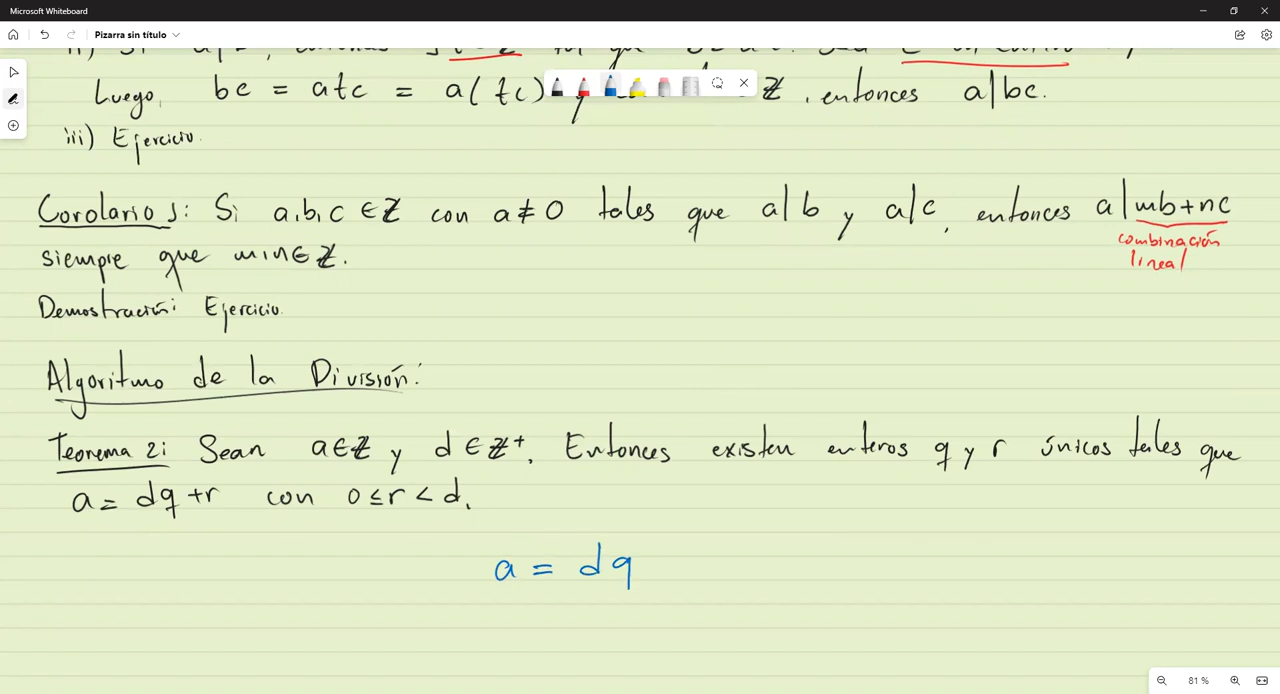 Microsoft Whiteboard
Pizarra sin título
Luego, bc = atc = a(tc) y ℤ, entonces a|bc.
iii) Ejercicio.
Corolario 1: Si a,b,c ∈ ℤ con a ≠ 0 tales que a|b y a|c, entonces a|mb+nc
combinación
lineal
siempre que m,n ∈ ℤ.
Demostración: Ejercicio.
Algoritmo de la División:
Teorema 2: Sean a ∈ ℤ y d ∈ ℤ⁺. Entonces existen enteros q y r únicos tales que
a = dq + r con 0 ≤ r < d.
a = dq
81 %